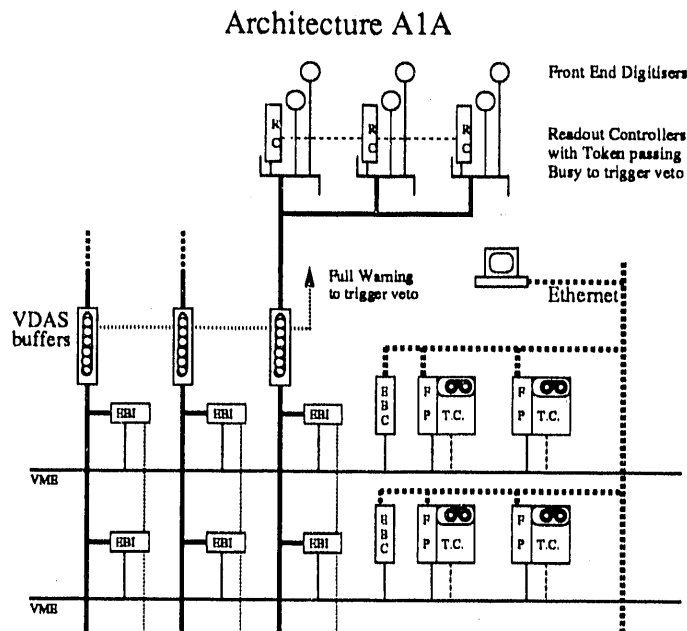 Architecture A1A
Front End Digitisers
R C
R C
R C
Readout Controllers
with Token passing
Busy to trigger veto
Full Warning
to trigger veto
Ethernet
VDAS
buffers
EBI
EBI
EBI
E B C
F P
T.C.
F P
T.C.
VME
EBI
EBI
EBI
E B C
F P
T.C.
F P
T.C.
VME